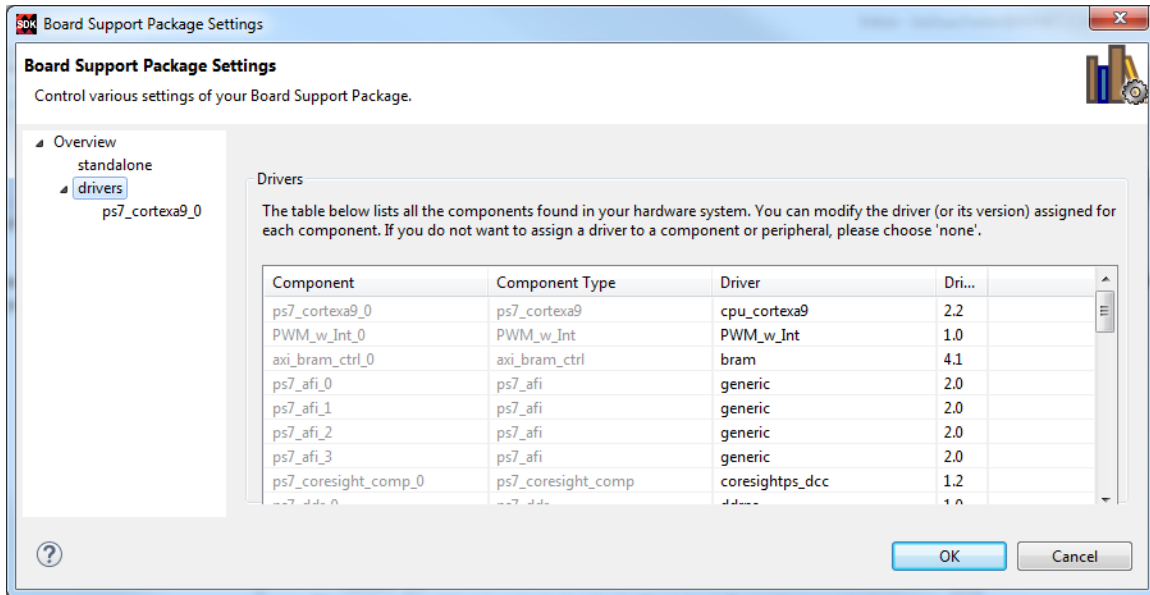 SDK Board Support Package Settings
Board Support Package Settings
Control various settings of your Board Support Package.
Overview
standalone
drivers
ps7_cortexa9_0
Drivers
The table below lists all the components found in your hardware system. You can modify the driver (or its version) assigned for
each component. If you do not want to assign a driver to a component or peripheral, please choose 'none'.
Component Component Type Driver Dri...
ps7_cortexa9_0 ps7_cortexa9 cpu_cortexa9 2.2
PWM_w_Int_0 PWM_w_Int PWM_w_Int 1.0
axi_bram_ctrl_0 axi_bram_ctrl bram 4.1
ps7_afi_0 ps7_afi generic 2.0
ps7_afi_1 ps7_afi generic 2.0
ps7_afi_2 ps7_afi generic 2.0
ps7_afi_3 ps7_afi generic 2.0
ps7_coresight_comp_0 ps7_coresight_comp coresightps_dcc 1.2
OK Cancel